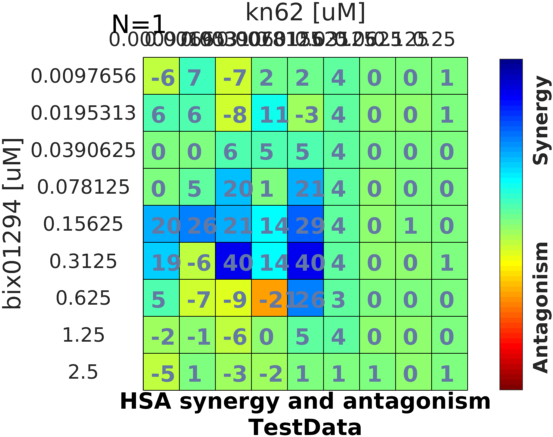 kn62 [uM]
N=1
0.0097656 -6 7 -7 2 2 4 0 0 1
0.0195313 6 6 -8 11 -3 4 0 0 1
0.0390625 0 0 6 5 5 4 0 0 0
0.078125 0 5 20 1 21 4 0 0 0
0.15625 20 26 21 14 29 4 0 1 0
0.3125 19 -6 40 14 40 4 0 0 1
0.625 5 -7 -9 -21 26 3 0 0 0
1.25 -2 -1 -6 0 5 4 0 0 0
2.5 -5 1 -3 -2 1 1 1 0 1
bix01294 [uM]
Synergy
Antagonism
HSA synergy and antagonism
TestData